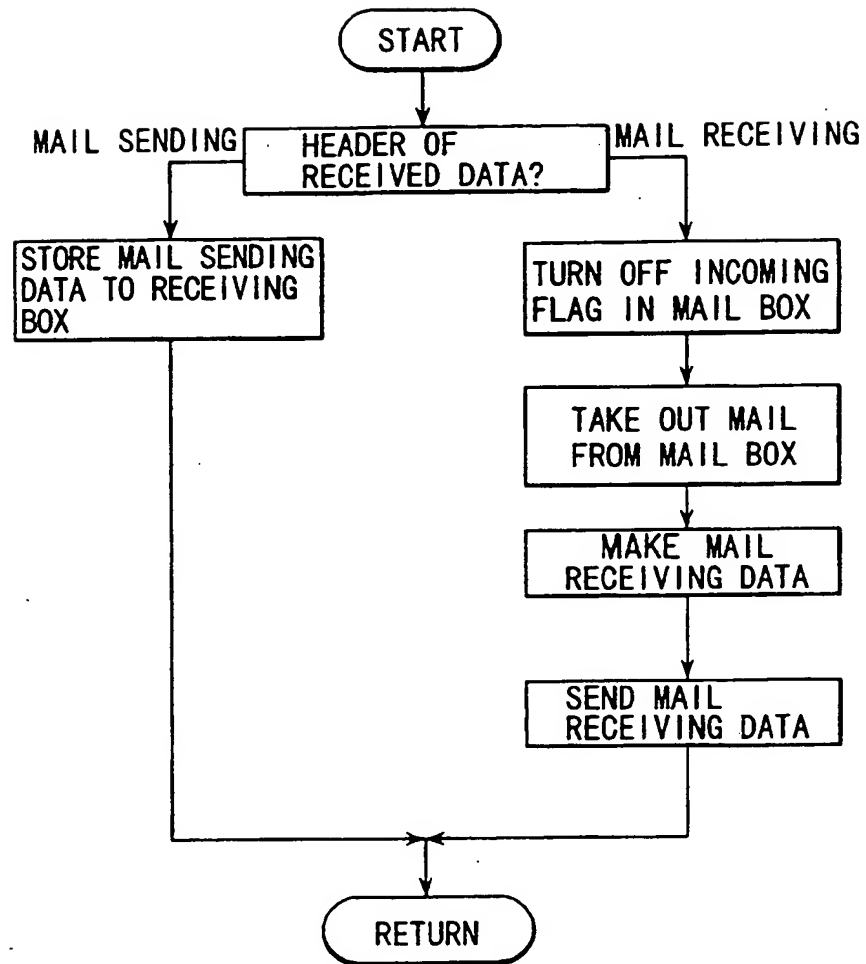 START
MAIL SENDING
HEADER OF
RECEIVED DATA?
MAIL RECEIVING
STORE MAIL SENDING
DATA TO RECEIVING
BOX
TURN OFF INCOMING
FLAG IN MAIL BOX
TAKE OUT MAIL
FROM MAIL BOX
MAKE MAIL
RECEIVING DATA
SEND MAIL
RECEIVING DATA
RETURN